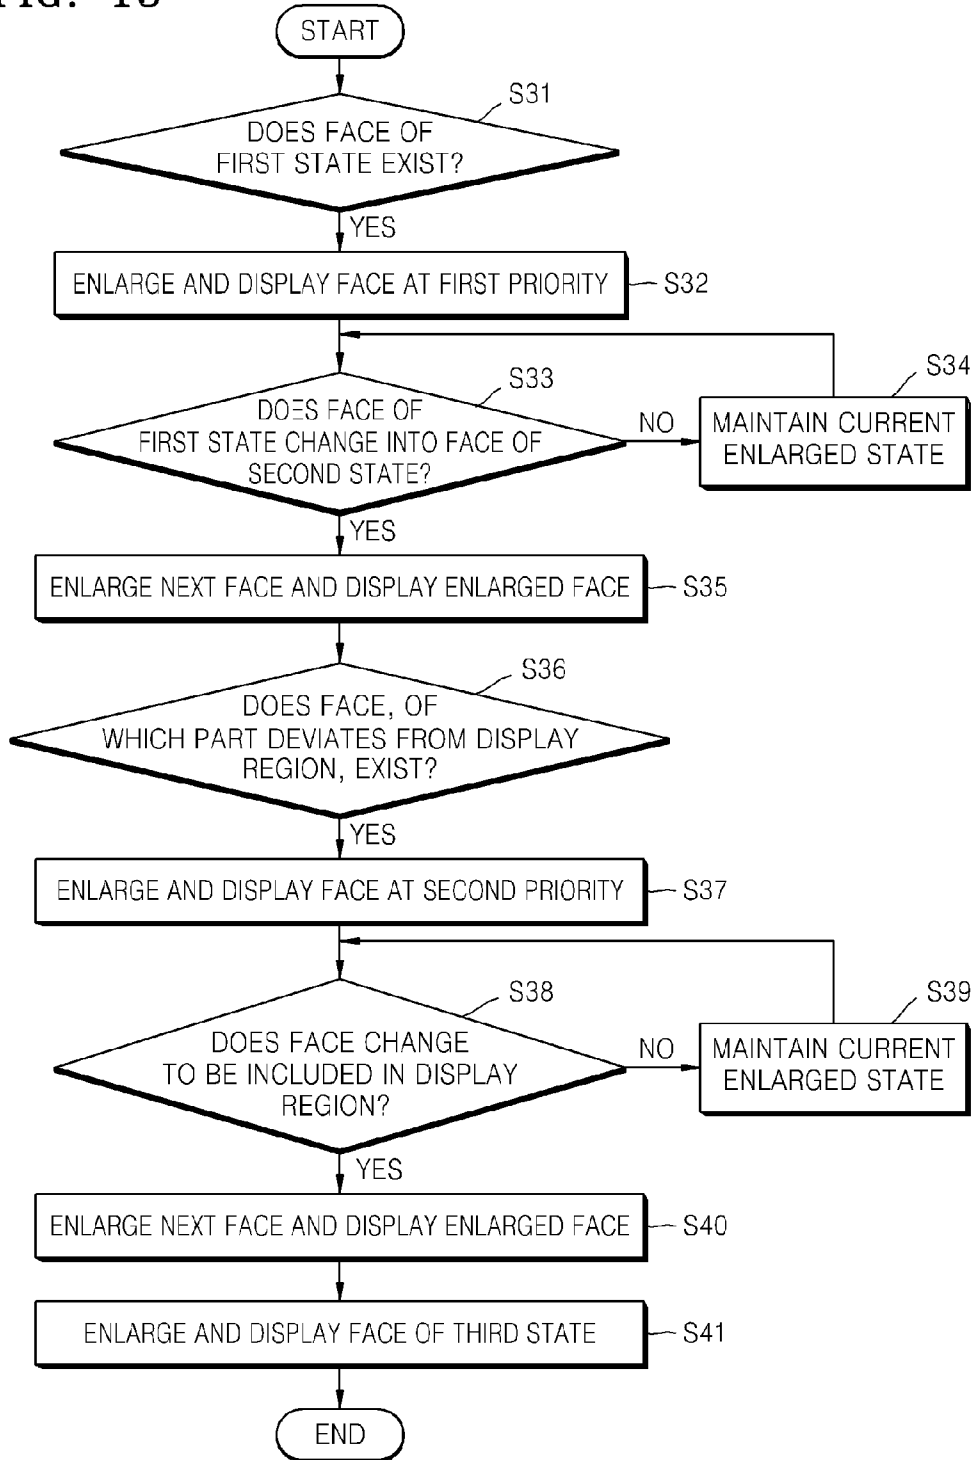 START
S31
DOES FACE OF
FIRST STATE EXIST?
YES
ENLARGE AND DISPLAY FACE AT FIRST PRIORITY
S32
S33
DOES FACE OF
FIRST STATE CHANGE INTO FACE OF
SECOND STATE?
NO
S34
MAINTAIN CURRENT
ENLARGED STATE
YES
ENLARGE NEXT FACE AND DISPLAY ENLARGED FACE
S35
S36
DOES FACE, OF
WHICH PART DEVIATES FROM DISPLAY
REGION, EXIST?
YES
ENLARGE AND DISPLAY FACE AT SECOND PRIORITY
S37
S38
DOES FACE CHANGE
TO BE INCLUDED IN DISPLAY
REGION?
NO
S39
MAINTAIN CURRENT
ENLARGED STATE
YES
ENLARGE NEXT FACE AND DISPLAY ENLARGED FACE
S40
ENLARGE AND DISPLAY FACE OF THIRD STATE
S41
END